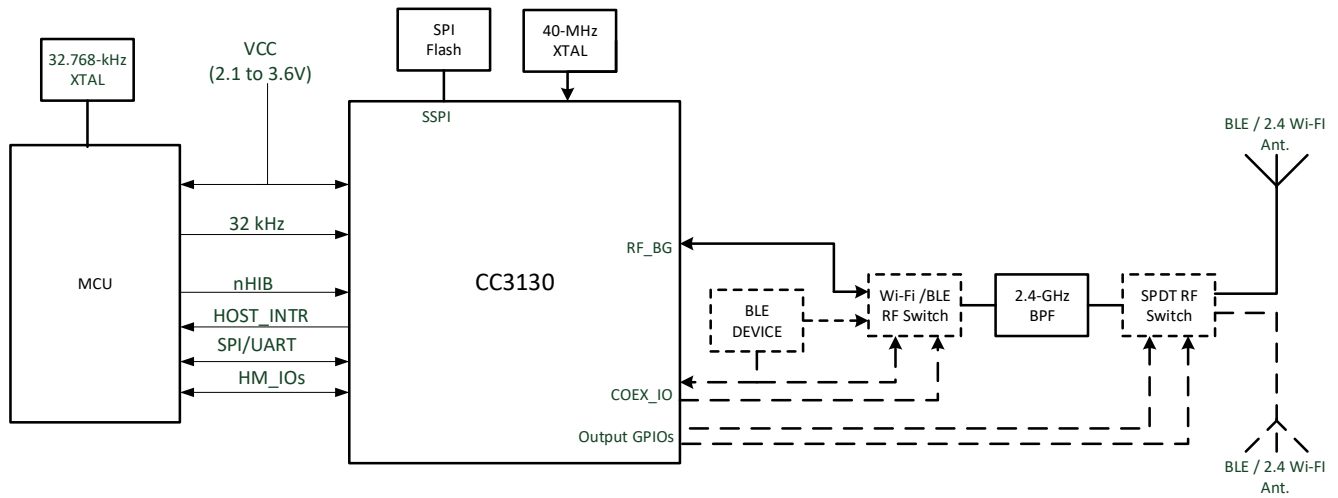 32.768-kHz
XTAL
VCC
(2.1 to 3.6V)
SPI
Flash
40-MHz
XTAL
SSPI
MCU
32 kHz
nHIB
HOST_INTR
SPI/UART
HM_IOs
CC3130
RF_BG
COEX_IO
Output GPIOs
BLE
DEVICE
Wi-Fi /BLE
RF Switch
2.4-GHz
BPF
SPDT RF
Switch
BLE / 2.4 Wi-FI
Ant.
BLE / 2.4 Wi-FI
Ant.